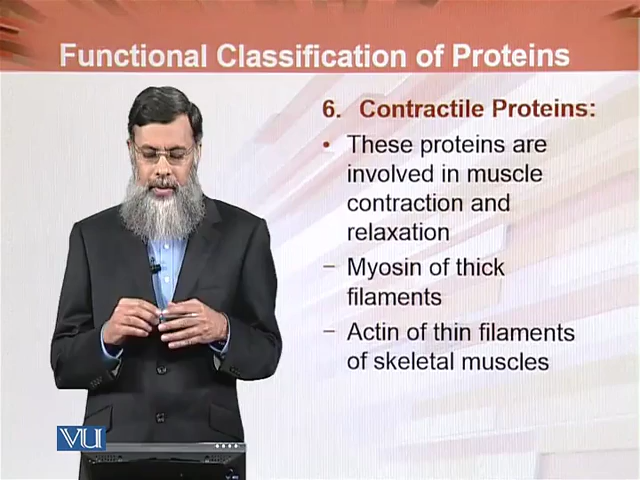 Functional Classification of Proteins
6. Contractile Proteins:
• These proteins are
involved in muscle
contraction and
relaxation
– Myosin of thick
filaments
– Actin of thin filaments
of skeletal muscles
VU